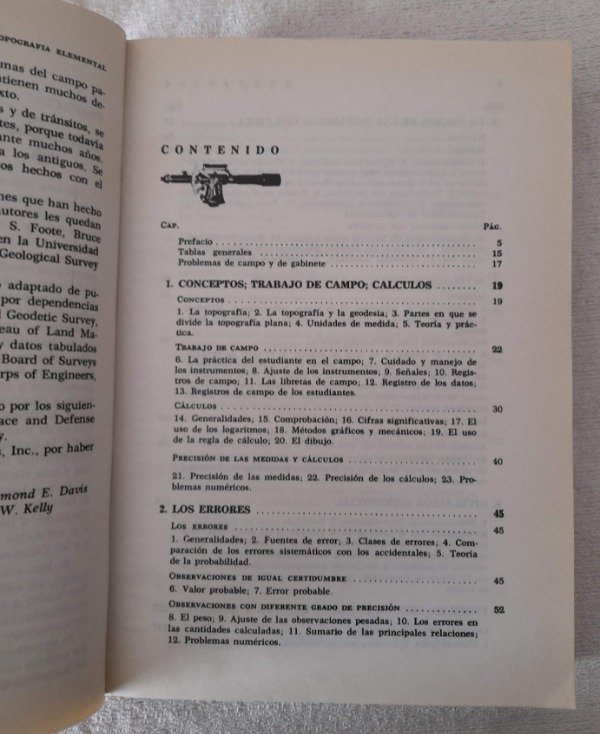 OPOGRAFIA ELEMENTAL
mas del campo pa-
tienen muchos de-
xto.
s y de tránsitos, se
tes, porque todavía
ante muchos años.
a los antiguos. Se
os hechos con el
nes que han hecho
autores les quedan
S. Foote, Bruce
en la Universidad
Geological Survey
o adaptado de pu-
por dependencias
d Geodetic Survey,
eau of Land Ma-
y datos tabulados
Board of Surveys
rps of Engineers,
o por los siguien-
ace and Defense
y.
s, Inc., por haber
mond E. Davis
W. Kelly
CONTENIDO
CAP. PÁG.
Prefacio 5
Tablas generales 15
Problemas de campo y de gabinete 17
1. CONCEPTOS; TRABAJO DE CAMPO; CALCULOS 19
CONCEPTOS 19
1. La topografía; 2. La topografía y la geodesia; 3. Partes en que se
divide la topografía plana; 4. Unidades de medida; 5. Teoría y prác-
tica.
TRABAJO DE CAMPO 22
6. La práctica del estudiante en el campo; 7. Cuidado y manejo de
los instrumentos; 8. Ajuste de los instrumentos; 9. Señales; 10. Regis-
tros de campo; 11. Las libretas de campo; 12. Registro de los datos;
13. Registros de campo de los estudiantes.
CÁLCULOS 30
14. Generalidades; 15. Comprobación; 16. Cifras significativas; 17. El
uso de los logaritmos; 18. Métodos gráficos y mecánicos; 19. El uso
de la regla de cálculo; 20. El dibujo.
PRECISIÓN DE LAS MEDIDAS Y CÁLCULOS 40
21. Precisión de las medidas; 22. Precisión de los cálculos; 23. Pro-
blemas numéricos.
2. LOS ERRORES 45
LOS ERRORES 45
1. Generalidades; 2. Fuentes de error; 3. Clases de errores; 4. Com-
paración de los errores sistemáticos con los accidentales; 5. Teoría
de la probabilidad.
OBSERVACIONES DE IGUAL CERTIDUMBRE 45
6. Valor probable; 7. Error probable.
OBSERVACIONES CON DIFERENTE GRADO DE PRECISIÓN 52
8. El peso; 9. Ajuste de las observaciones pesadas; 10. Los errores en
las cantidades calculadas; 11. Sumario de las principales relaciones;
12. Problemas numéricos.